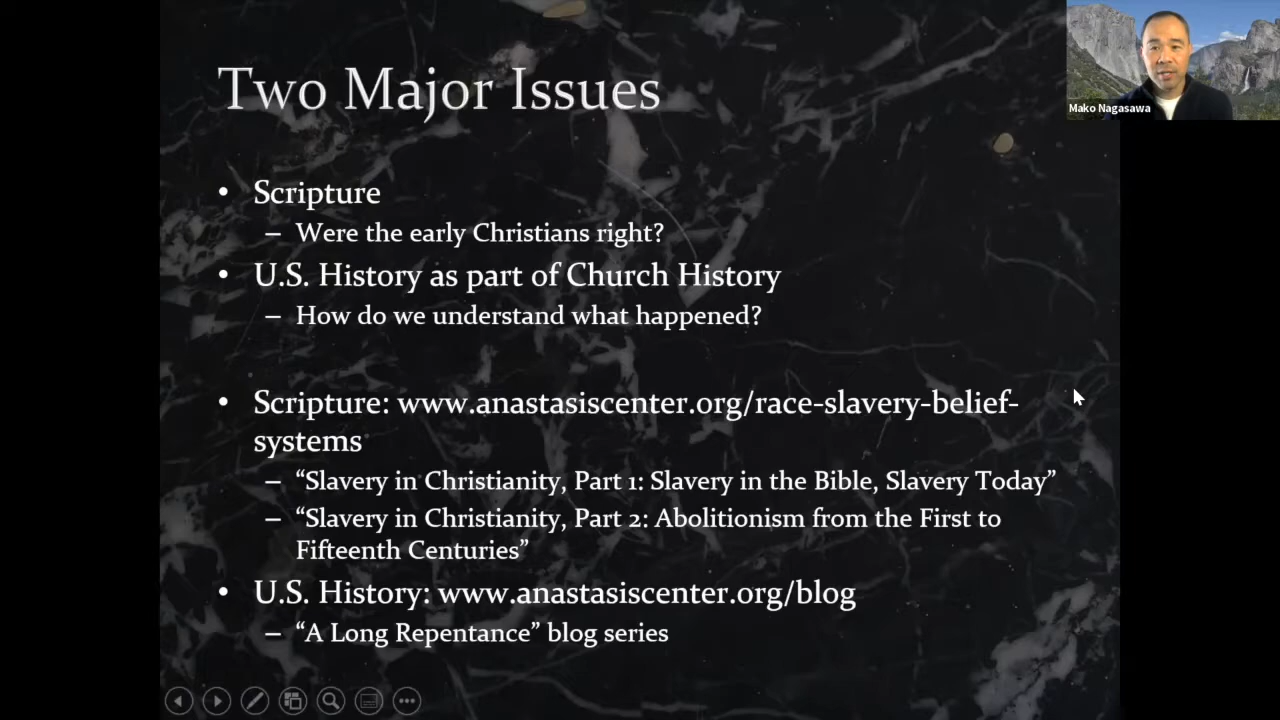 Two Major Issues
Mako Nagasawa
• Scripture
– Were the early Christians right?
• U.S. History as part of Church History
– How do we understand what happened?
• Scripture: www.anastasiscenter.org/race-slavery-belief-
systems
– “Slavery in Christianity, Part 1: Slavery in the Bible, Slavery Today”
– “Slavery in Christianity, Part 2: Abolitionism from the First to
Fifteenth Centuries”
• U.S. History: www.anastasiscenter.org/blog
– “A Long Repentance” blog series